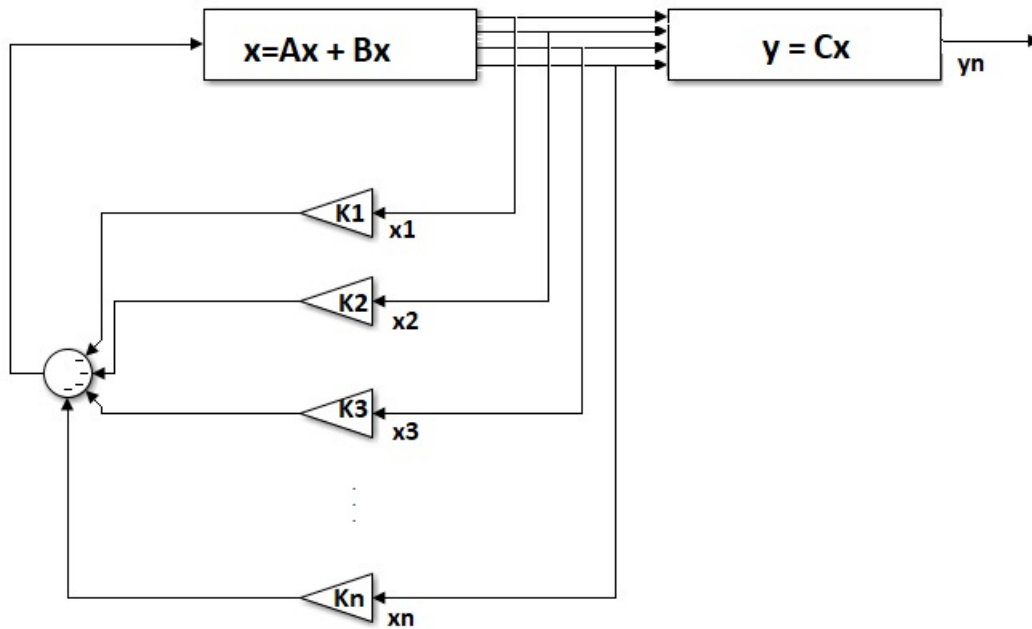 x=Ax + Bx
y = Cx
yn
K1
x1
K2
x2
K3
x3
Kn
xn